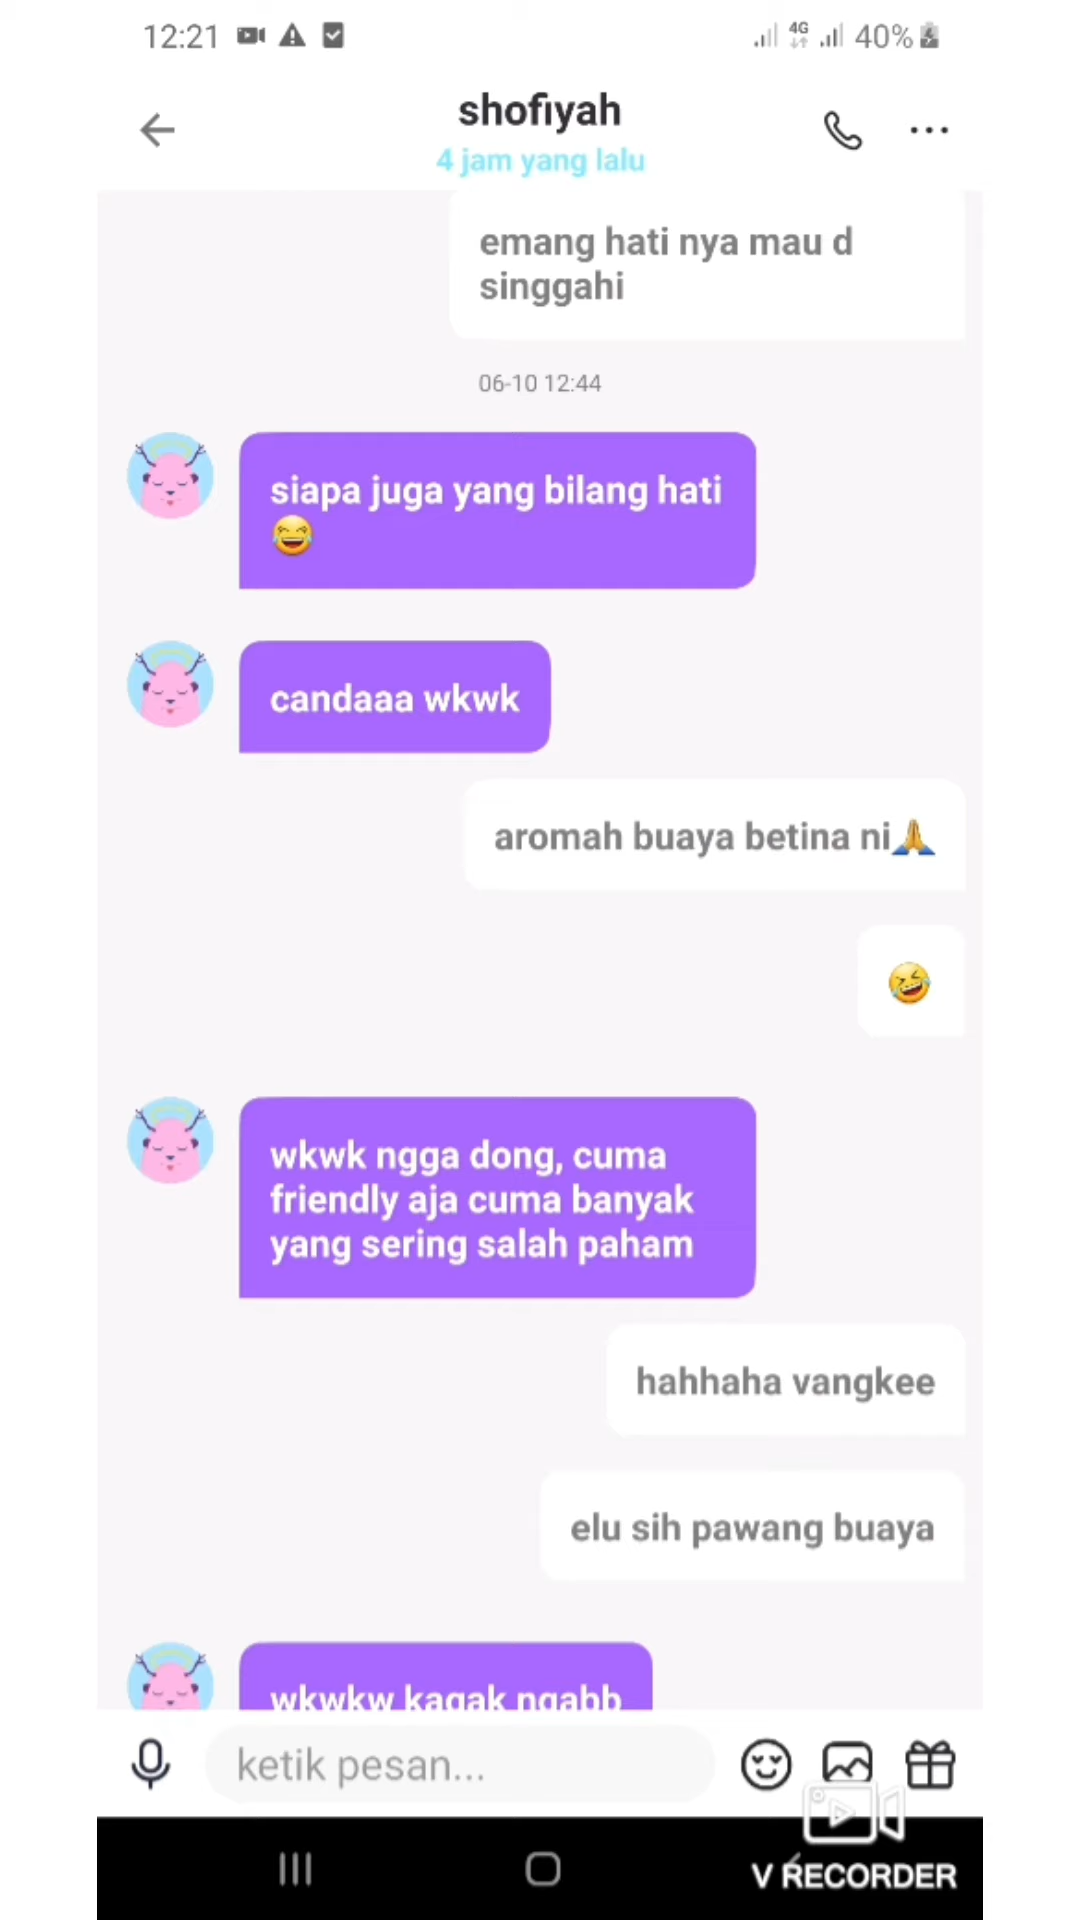 12:21
4G
40%
shofiyah
4 jam yang lalu
emang hati nya mau d
singgahi
06-10 12:44
siapa juga yang bilang hati
😂
candaaa wkwk
aromah buaya betina ni🙏
🤣
wkwk ngga dong, cuma
friendly aja cuma banyak
yang sering salah paham
hahhaha vangkee
elu sih pawang buaya
wkwkw kagak ngabb
ketik pesan...
V RECORDER